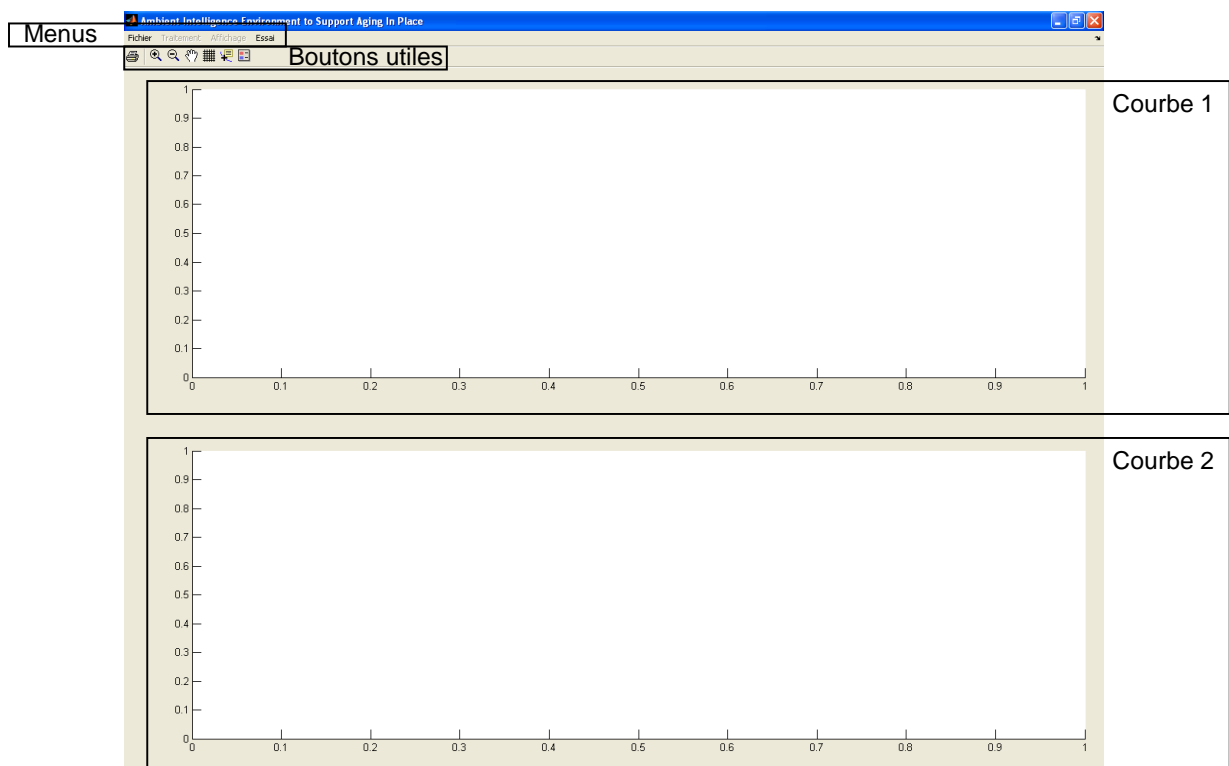 Ambient Intelligence Environment to Support Aging In Place
Menus
Fichier Traitement Affichage Essai
Boutons utiles
Courbe 1
1
0.9
0.8
0.7
0.6
0.5
0.4
0.3
0.2
0.1
0
0 0.1 0.2 0.3 0.4 0.5 0.6 0.7 0.8 0.9 1
Courbe 2
1
0.9
0.8
0.7
0.6
0.5
0.4
0.3
0.2
0.1
0
0 0.1 0.2 0.3 0.4 0.5 0.6 0.7 0.8 0.9 1